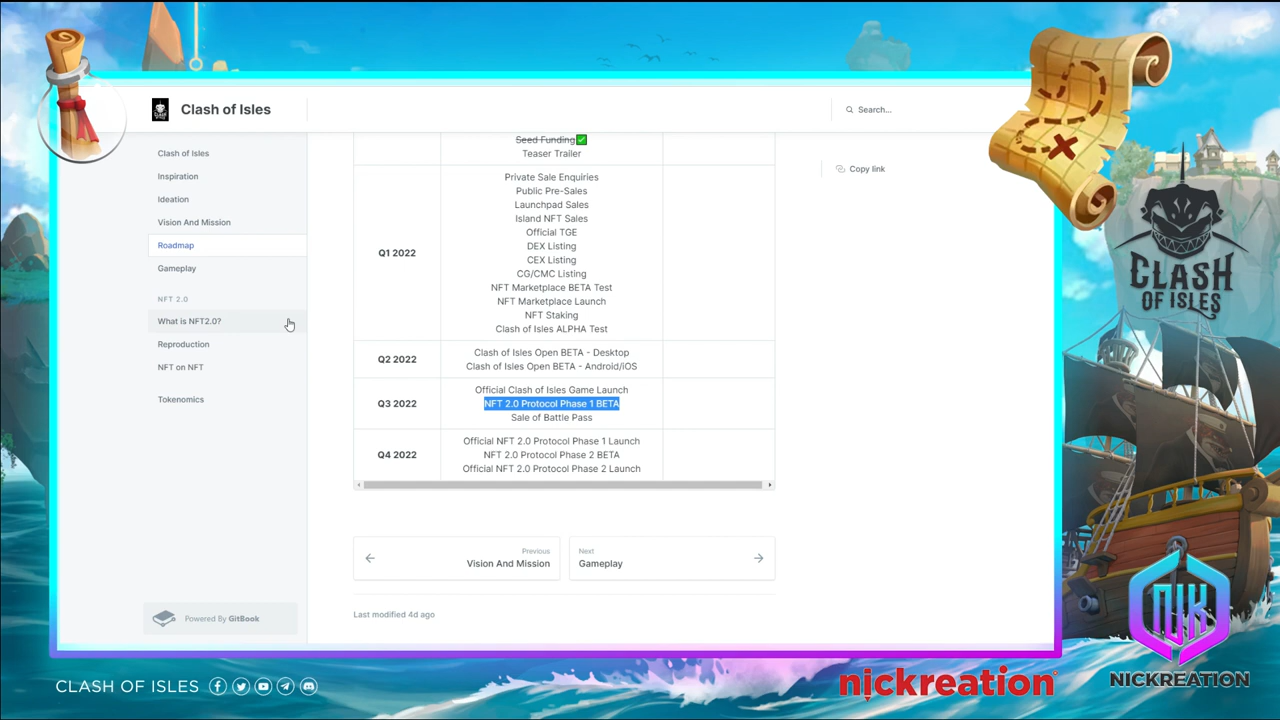 Clash of Isles
Search...
Clash of Isles
Inspiration
Ideation
Vision And Mission
Roadmap
Gameplay
NFT 2.0
What is NFT2.0?
Reproduction
NFT on NFT
Tokenomics
Powered By GitBook
Seed Funding✅
Teaser Trailer
Q1 2022
Private Sale Enquiries
Public Pre-Sales
Launchpad Sales
Island NFT Sales
Official TGE
DEX Listing
CEX Listing
CG/CMC Listing
NFT Marketplace BETA Test
NFT Marketplace Launch
NFT Staking
Clash of Isles ALPHA Test
Q2 2022
Clash of Isles Open BETA - Desktop
Clash of Isles Open BETA - Android/iOS
Q3 2022
Official Clash of Isles Game Launch
NFT 2.0 Protocol Phase 1 BETA
Sale of Battle Pass
Q4 2022
Official NFT 2.0 Protocol Phase 1 Launch
NFT 2.0 Protocol Phase 2 BETA
Official NFT 2.0 Protocol Phase 2 Launch
Previous
Vision And Mission
Next
Gameplay
Last modified 4d ago
Copy link
CLASH
OF ISLES
NICKREATION
CLASH OF ISLES
nickreation